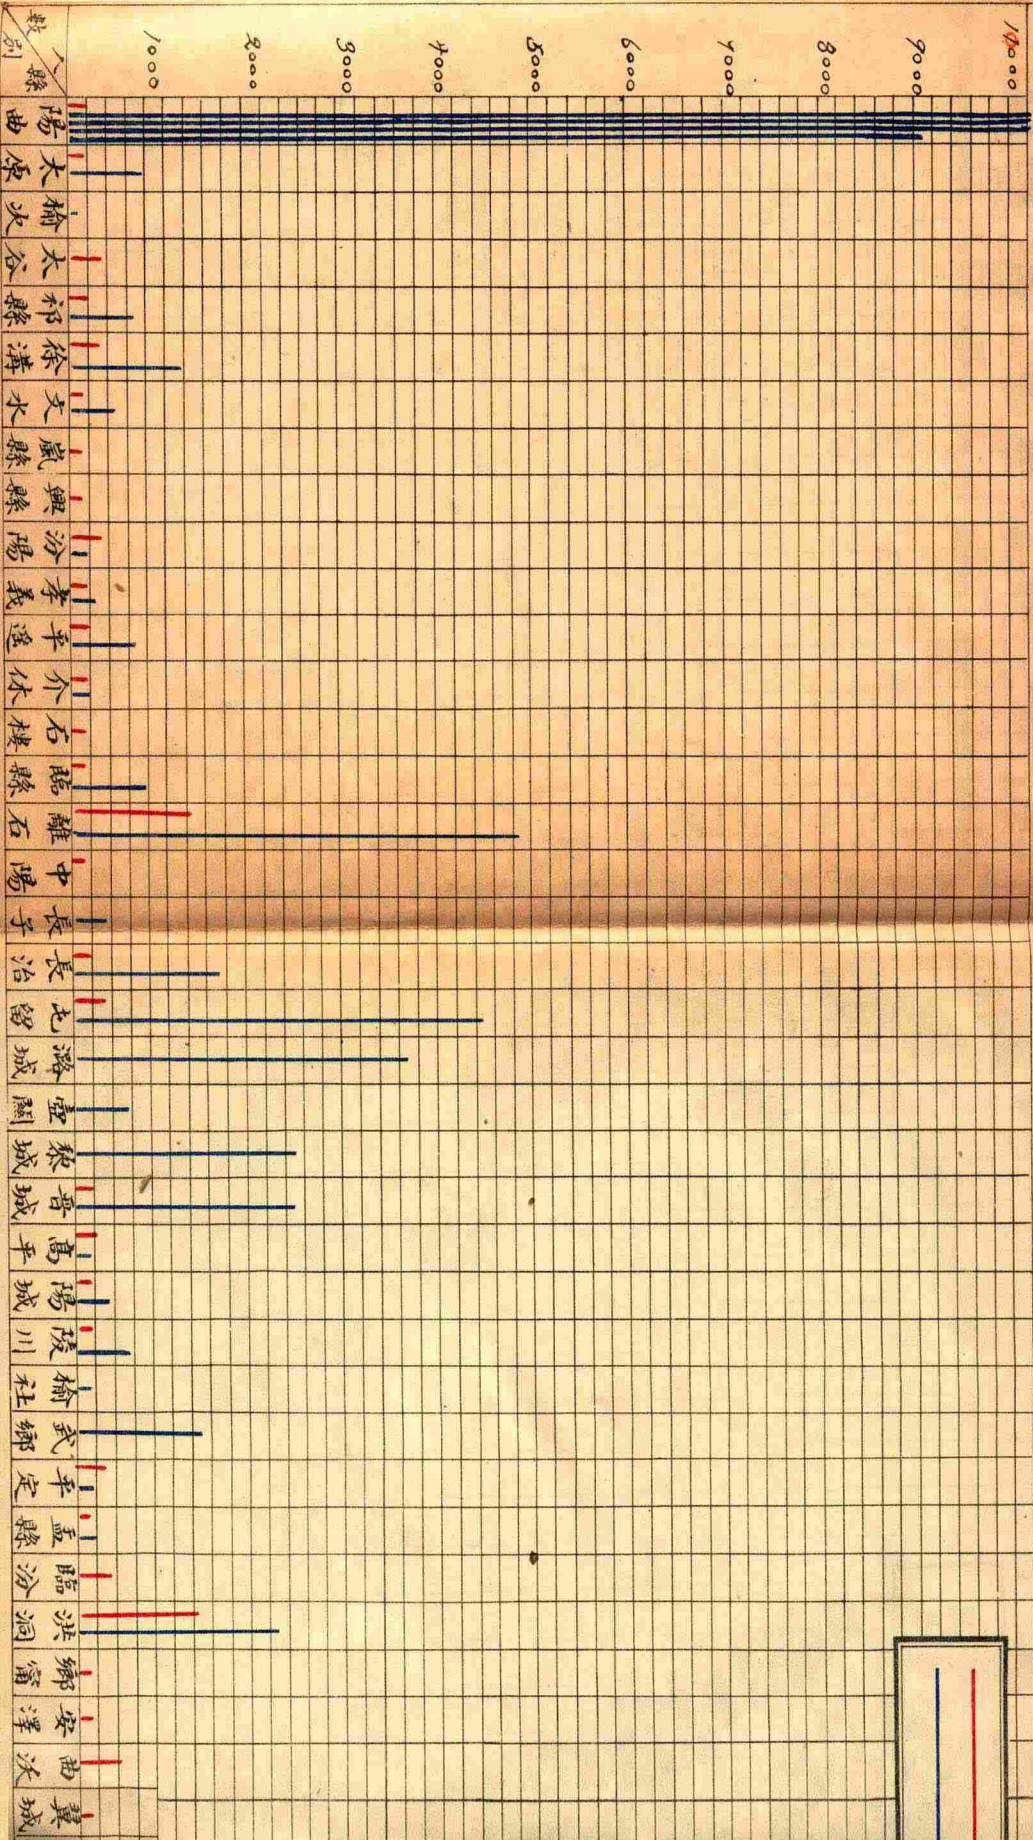 人數
縣別
1000
2000
3000
4000
5000
6000
7000
8000
9000
10000
陽曲
太原
榆次
太谷
祁縣
徐溝
文水
嵐縣
興縣
汾陽
孝義
平遥
介休
石樓
臨縣
離石
中陽
長子
長治
屯留
潞城
壺關
黎城
晋城
高平
陽城
陵川
榆社
武鄉
平定
盂縣
臨汾
洪洞
鄉甯
安澤
曲沃
翼城